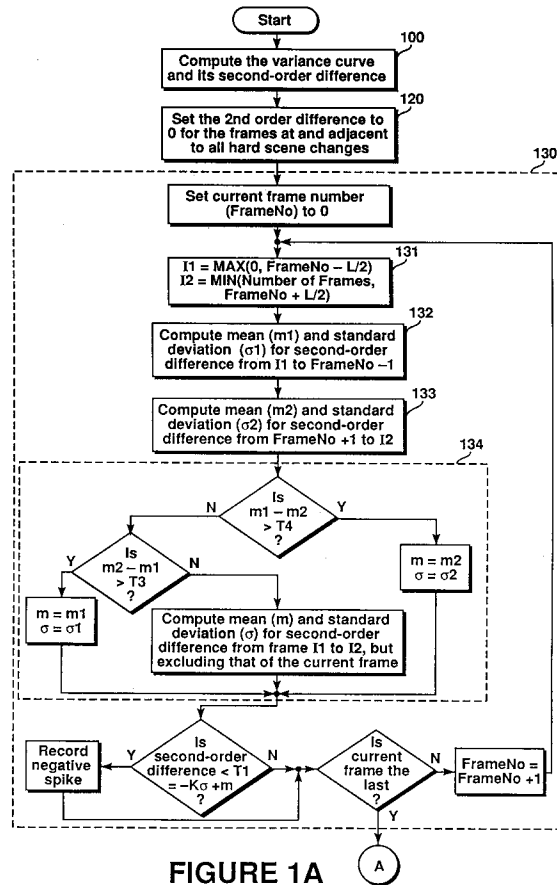 Start
100
Compute the variance curve
and its second-order difference
120
Set the 2nd order difference to
0 for the frames at and adjacent
to all hard scene changes
130
Set current frame number
(FrameNo) to 0
131
I1 = MAX(0, FrameNo – L/2)
I2 = MIN(Number of Frames,
FrameNo + L/2)
132
Compute mean (m1) and standard
deviation (σ1) for second-order
difference from I1 to FrameNo –1
133
Compute mean (m2) and standard
deviation (σ2) for second-order
difference from FrameNo +1 to I2
134
Is
m1 – m2
> T4
?
N
Y
Is
m2 – m1
> T3
?
Y
N
m = m2
σ = σ2
m = m1
σ = σ1
Compute mean (m) and standard
deviation (σ) for second-order
difference from frame I1 to I2, but
excluding that of the current frame
Record
negative
spike
Y
Is
second-order
difference < T1
= –Kσ +m
?
N
Is
current
frame the
last
?
N
Y
FrameNo =
FrameNo +1
A
FIGURE 1A